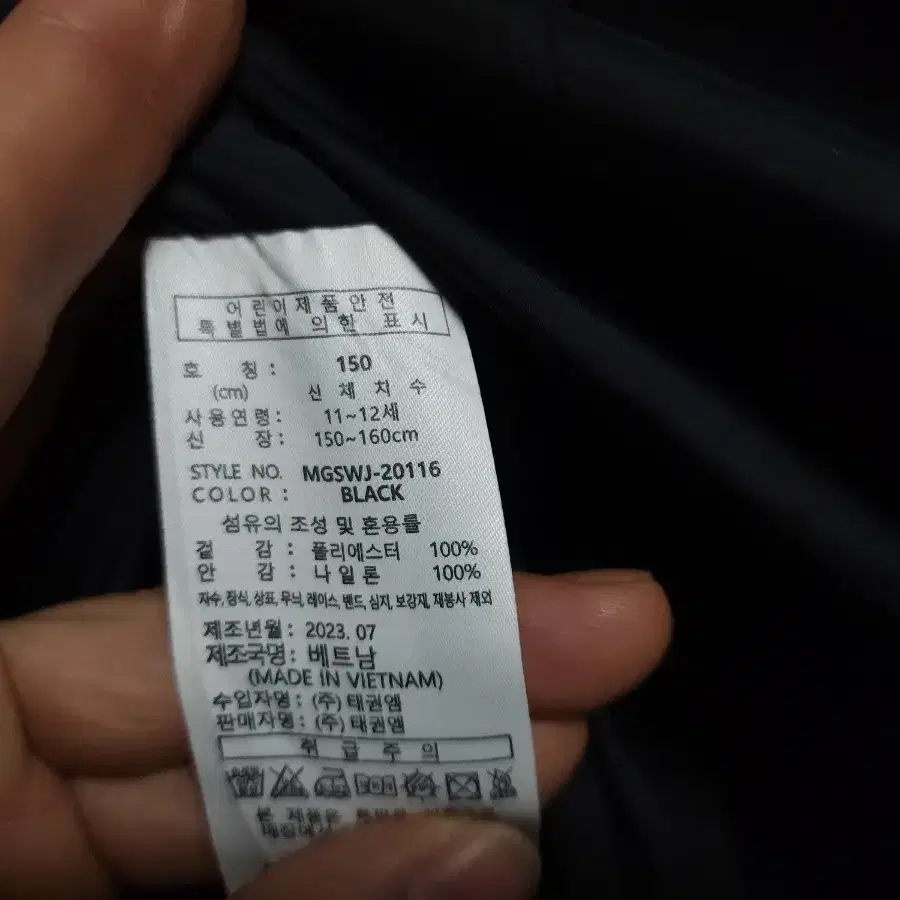 어린이제품안전
특별법에 의한 표시
호 칭 : 150
(cm) 신 체 치 수
사용연령 : 11~12세
신 장 : 150~160cm
STYLE NO. MGSWJ-20116
COLOR : BLACK
섬유의 조성 및 혼용률
겉 감 : 폴리에스터 100%
안 감 : 나일론 100%
자수, 장식, 상표, 무늬, 레이스, 밴드, 심지, 보강재, 재봉사 제외
제조년월 : 2023. 07
제조국명 : 베트남
(MADE IN VIETNAM)
수입자명 : (주) 태권엠
판매자명 : (주) 태권엠
취 급 주 의
본 제품은